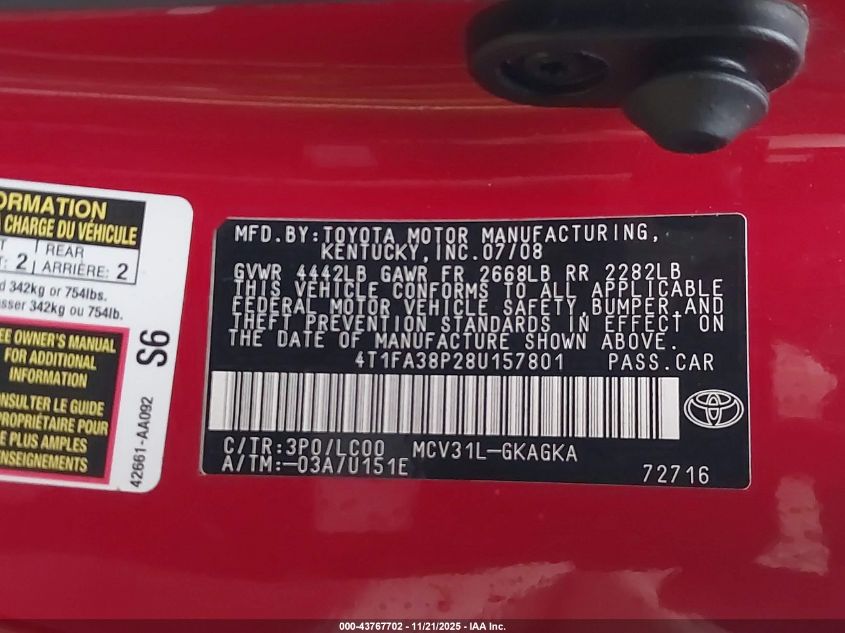 ORMATION
A CHARGE DU VÉHICULE
T: 2
REAR
ARRIÈRE: 2
d 342kg or 754lbs.
sser 342kg ou 754lb.
EE OWNER'S MANUAL
FOR ADDITIONAL
INFORMATION
ONSULTER LE GUIDE
PROPRIÉTAIRE POUR
E PLUS AMPLES
ENSEIGNEMENTS
S6
42661-AA092
MFD.BY:TOYOTA MOTOR MANUFACTURING,
KENTUCKY,INC.07/08
GVWR 4442LB GAWR FR 2668LB RR 2282LB
THIS VEHICLE CONFORMS TO ALL APPLICABLE
FEDERAL MOTOR VEHICLE SAFETY,BUMPER,AND
THEFT PREVENTION STANDARDS IN EFFECT ON
THE DATE OF MANUFACTURE SHOWN ABOVE.
4T1FA38P28U157801 PASS.CAR
C/TR:3P0/LC00 MCV31L-GKAGKA
A/TM:-03A/U151E
72716
000-43767702 - 11/21/2025 - IAA Inc.